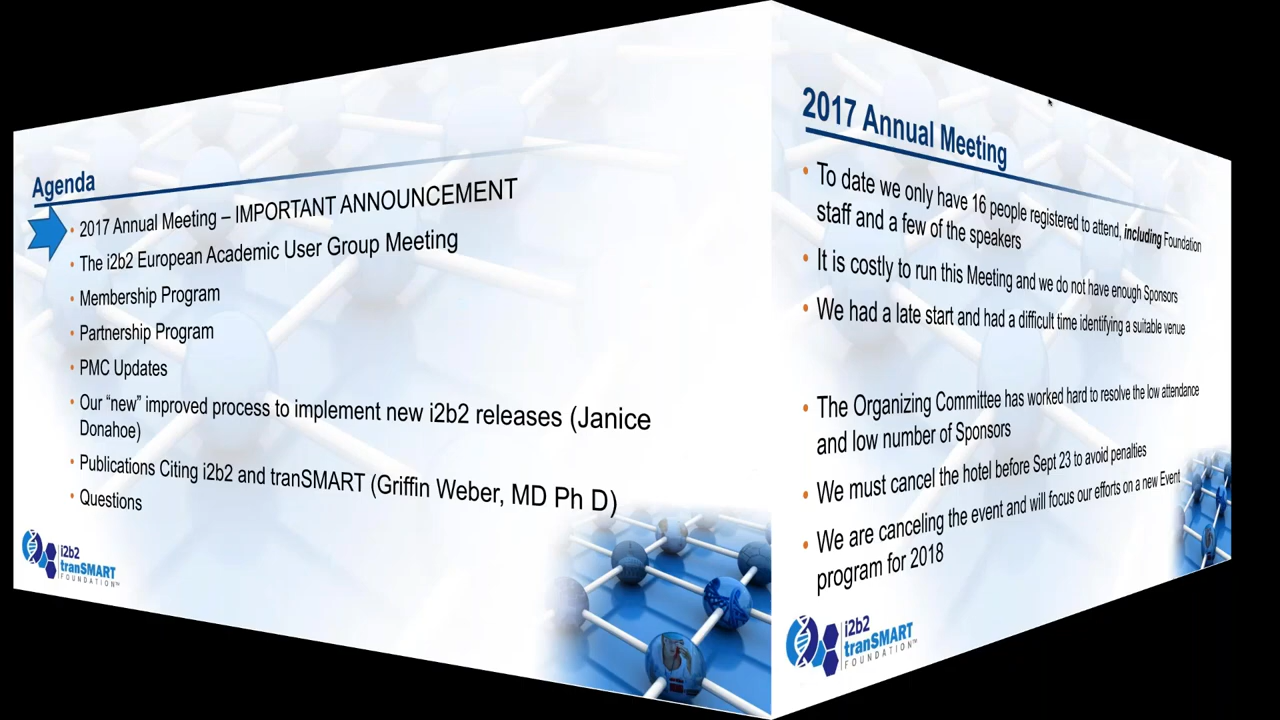 Agenda
• 2017 Annual Meeting – IMPORTANT ANNOUNCEMENT
• The i2b2 European Academic User Group Meeting
• Membership Program
• Partnership Program
• PMC Updates
• Our “new” improved process to implement new i2b2 releases (Janice
Donahoe)
• Publications Citing i2b2 and tranSMART (Griffin Weber, MD Ph D)
• Questions
i2b2
tranSMART
FOUNDATION™
2017 Annual Meeting
• To date we only have 16 people registered to attend, including Foundation
staff and a few of the speakers
• It is costly to run this Meeting and we do not have enough Sponsors
• We had a late start and had a difficult time identifying a suitable venue
• The Organizing Committee has worked hard to resolve the low attendance
and low number of Sponsors
• We must cancel the hotel before Sept 23 to avoid penalties
• We are canceling the event and will focus our efforts on a new Event
program for 2018
i2b2
tranSMART
FOUNDATION™